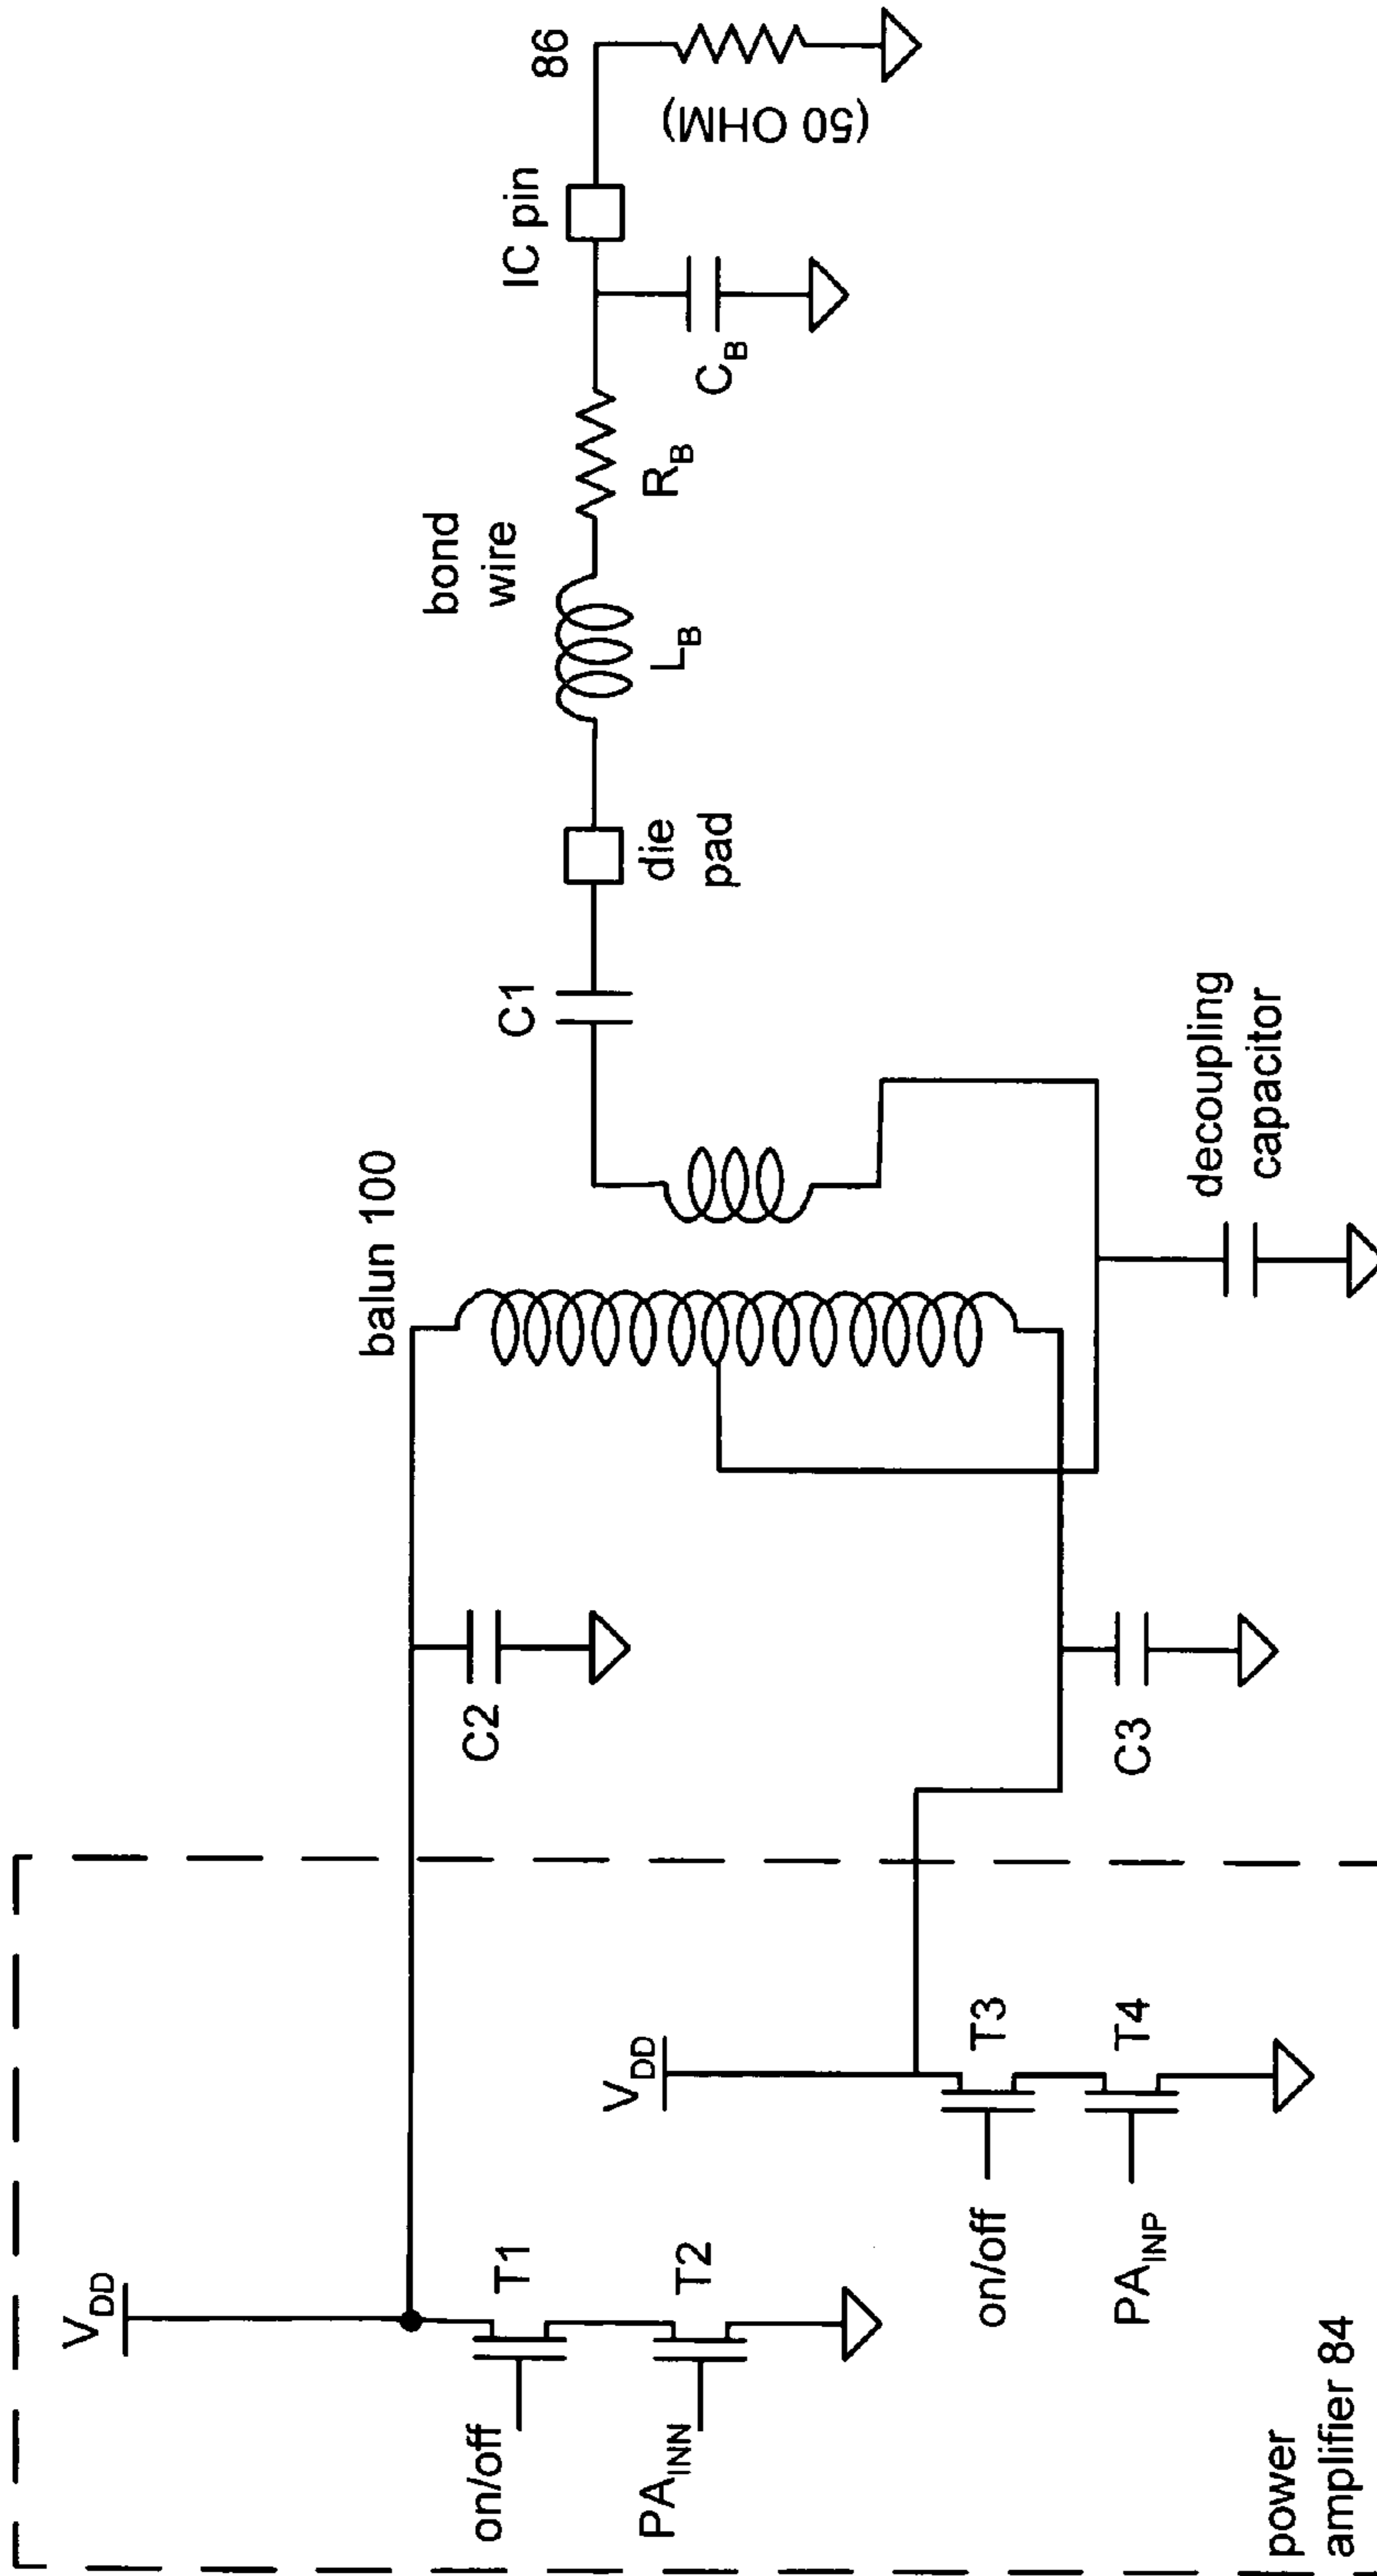 V_DD
on/off
T1
PA_INN
T2
V_DD
on/off
T3
PA_INP
T4
power
amplifier 84
C2
C3
balun 100
decoupling
capacitor
C1
die
pad
bond
wire
L_B
R_B
C_B
IC pin
86
(50 OHM)